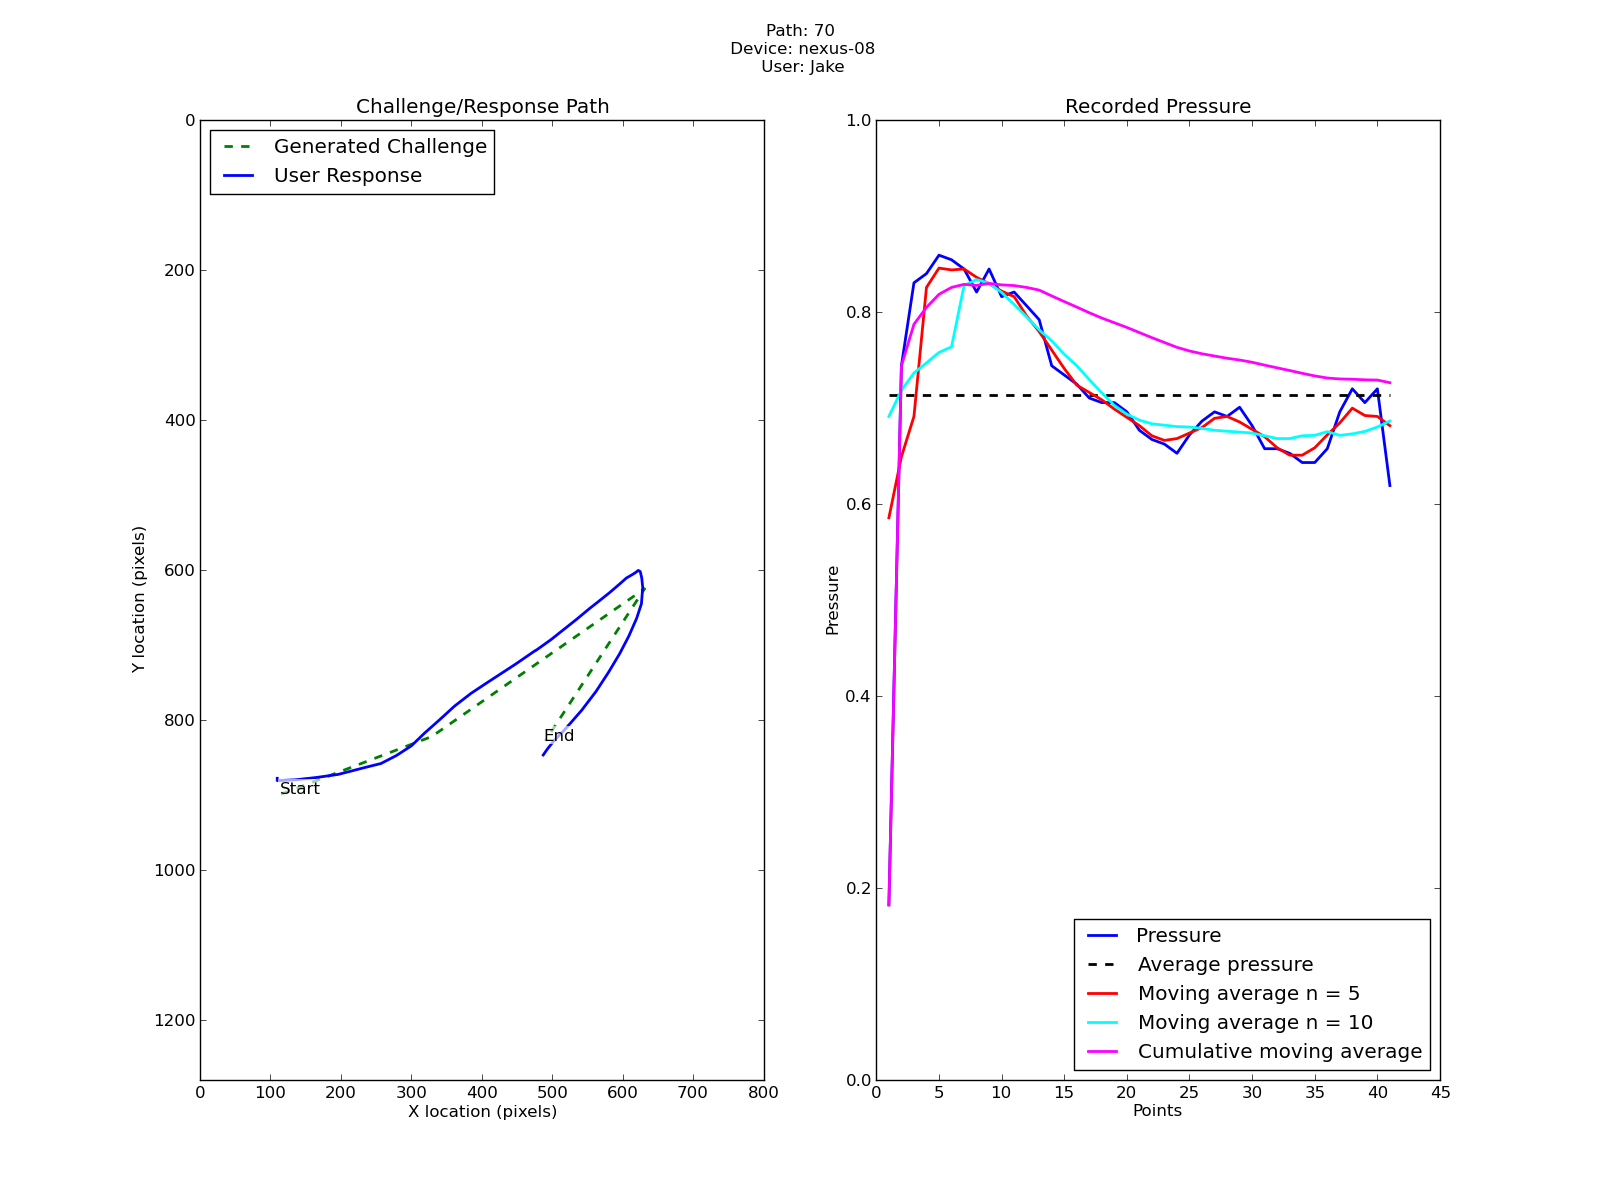 Path: 70
Device: nexus-08
User: Jake
Challenge/Response Path
Generated Challenge
User Response
0
200
400
600
800
1000
1200
Y location (pixels)
Start
End
0 100 200 300 400 500 600 700 800
X location (pixels)
Recorded Pressure
1.0
0.8
0.6
0.4
0.2
0.0
Pressure
Pressure
Average pressure
Moving average n = 5
Moving average n = 10
Cumulative moving average
0 5 10 15 20 25 30 35 40 45
Points